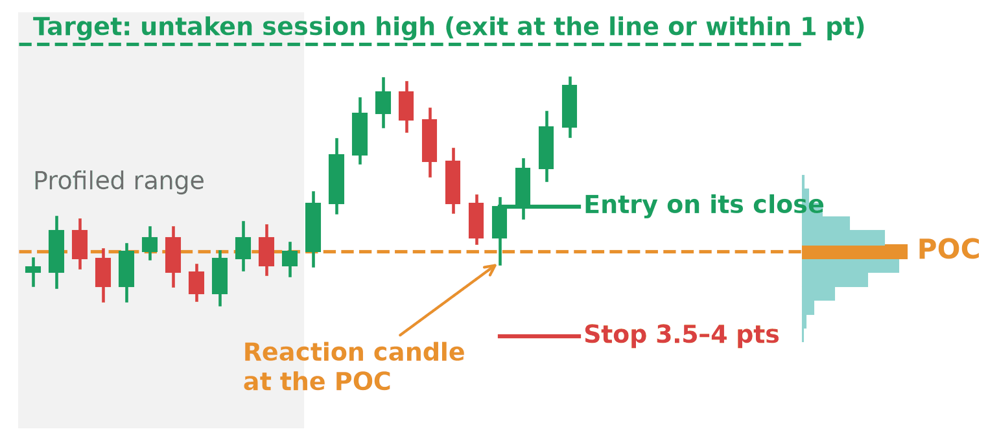 Target: untaken session high (exit at the line or within 1 pt)
Profiled range
Entry on its close
POC
Stop 3.5–4 pts
Reaction candle
at the POC